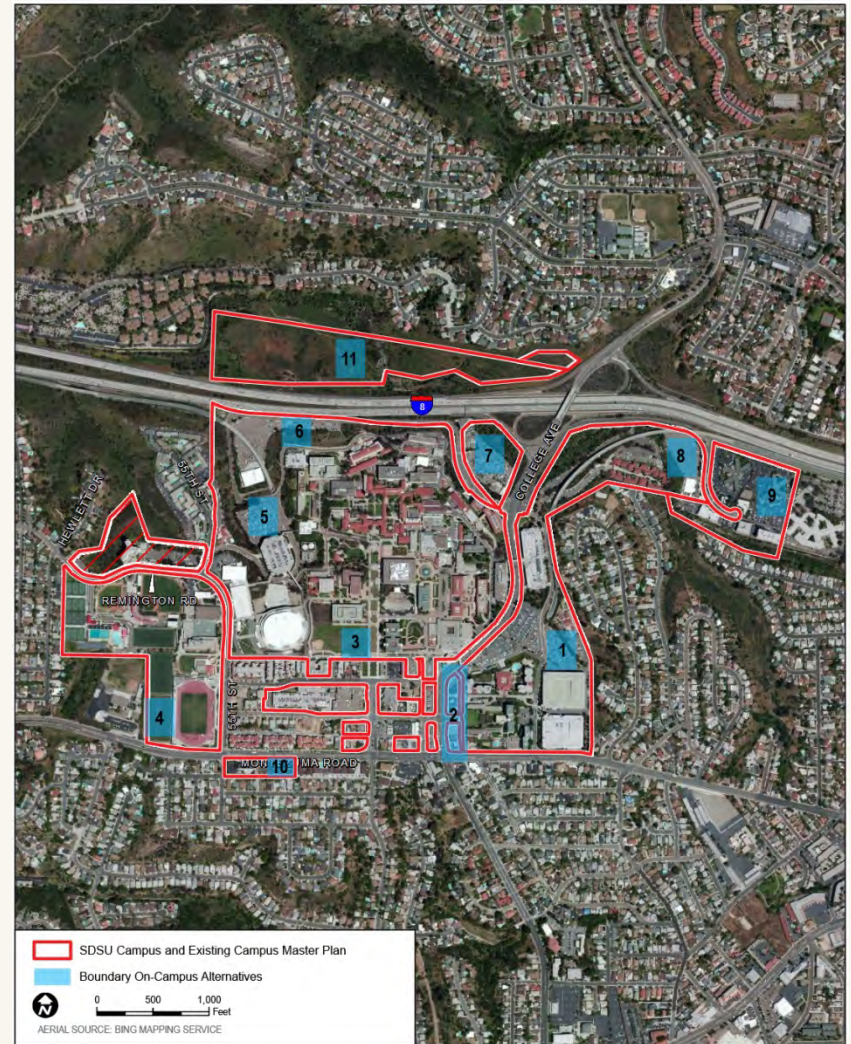 11
8
6
7
COLLEGE AVE
8
9
55TH ST
HEWLETT DR
5
REMINGTON RD
3
1
55TH ST
4
2
10
SDSU Campus and Existing Campus Master Plan
Boundary On-Campus Alternatives
N
0 500 1,000
Feet
AERIAL SOURCE: BING MAPPING SERVICE